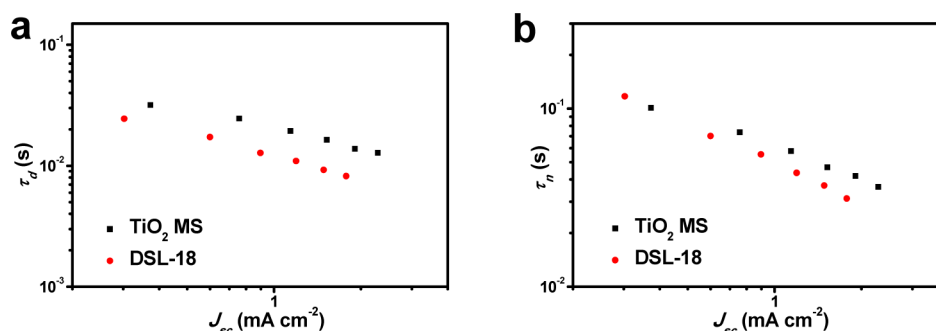 a
10⁻¹
10⁻²
10⁻³
τd (s)
TiO₂ MS
DSL-18
1
Jsc (mA cm⁻²)
b
10⁻¹
10⁻²
τn (s)
TiO₂ MS
DSL-18
1
Jsc (mA cm⁻²)